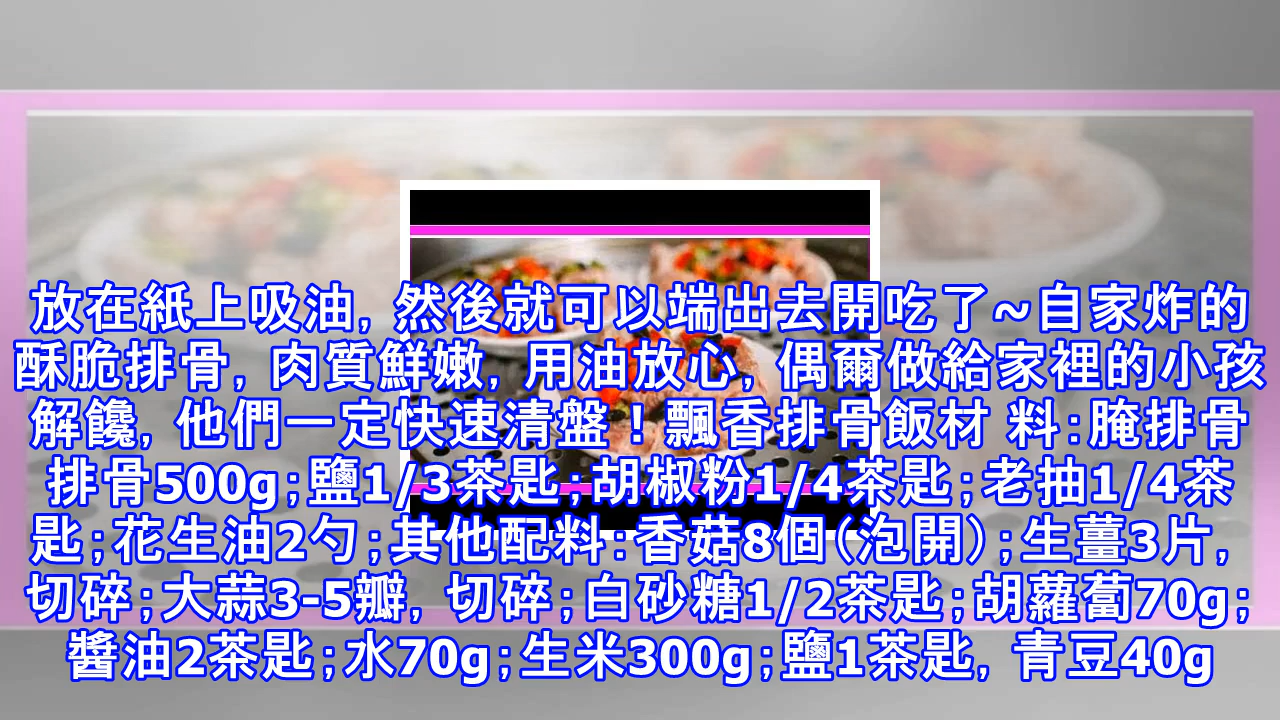 放在紙上吸油, 然後就可以端出去開吃了~自家炸的
酥脆排骨, 肉質鮮嫩, 用油放心, 偶爾做給家裡的小孩
解饞, 他們一定快速清盤！飄香排骨飯材 料:腌排骨
排骨500g;鹽1/3茶匙;胡椒粉1/4茶匙;老抽1/4茶
匙;花生油2勺;其他配料:香菇8個(泡開);生薑3片,
切碎;大蒜3-5瓣, 切碎;白砂糖1/2茶匙;胡蘿蔔70g;
醬油2茶匙;水70g;生米300g;鹽1茶匙, 青豆40g